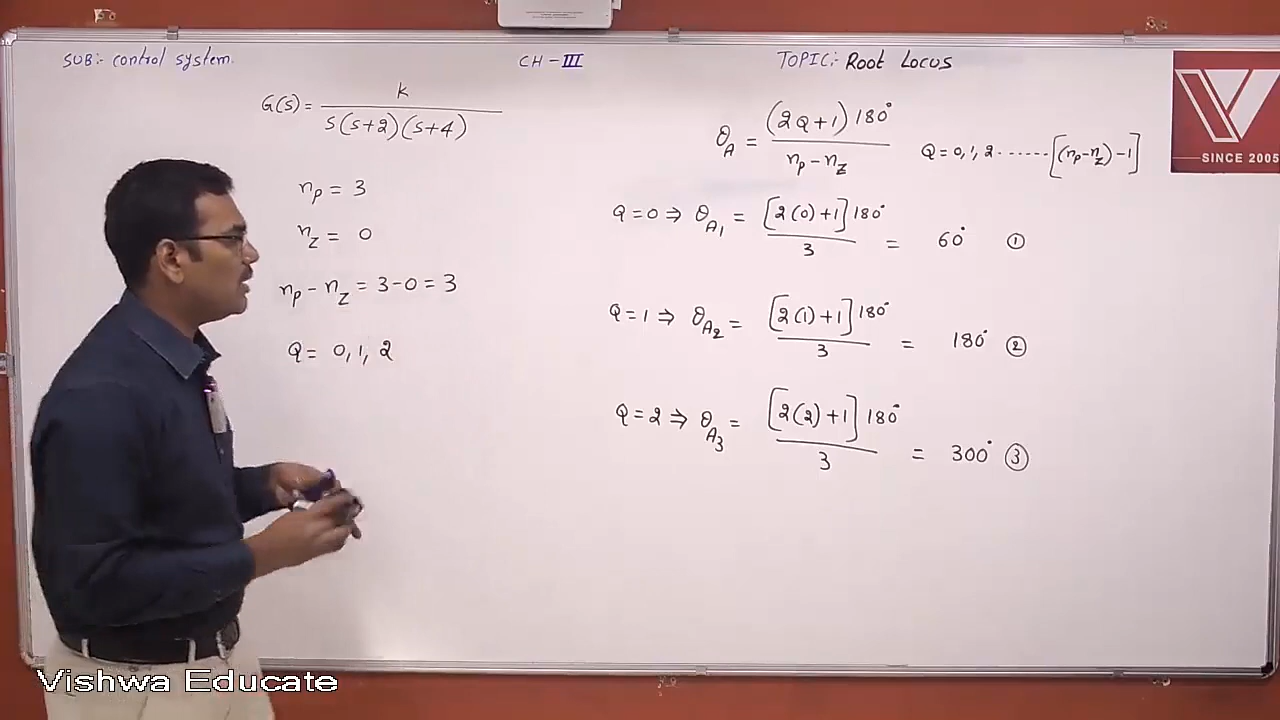 SUB:- control system.
CH - III
TOPIC:- Root Locus
G(s) = K / s(s+2)(s+4)
nP = 3
nZ = 0
nP - nZ = 3-0 = 3
Q = 0, 1, 2
θA = (2Q+1) 180° / nP - nZ
Q = 0, 1, 2 ------ [(nP-nZ) -1]
Q = 0 ⇒ θA1 = [2(0)+1] 180° / 3 = 60° ①
Q = 1 ⇒ θA2 = [2(1)+1] 180° / 3 = 180° ②
Q = 2 ⇒ θA3 = [2(2)+1] 180° / 3 = 300° ③
V
SINCE 2005
Vishwa Educate